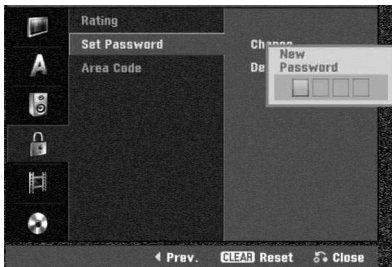 Rating
Set Password
Area Code
New
Password
A
Prev.
CLEAR Reset
Close